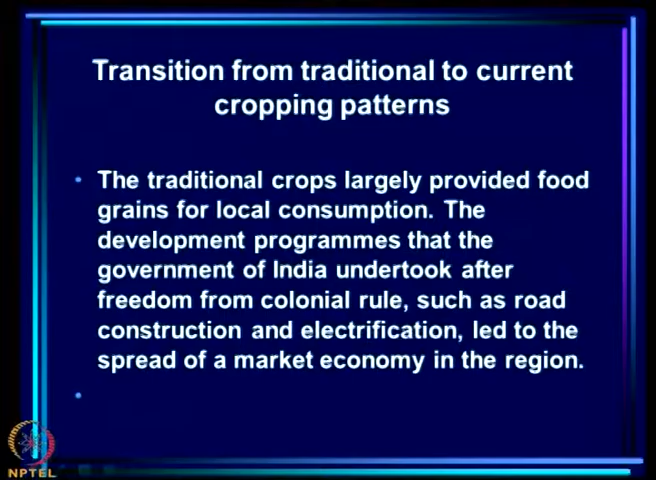 Transition from traditional to current
cropping patterns
• The traditional crops largely provided food
grains for local consumption. The
development programmes that the
government of India undertook after
freedom from colonial rule, such as road
construction and electrification, led to the
spread of a market economy in the region.
•
NPTEL